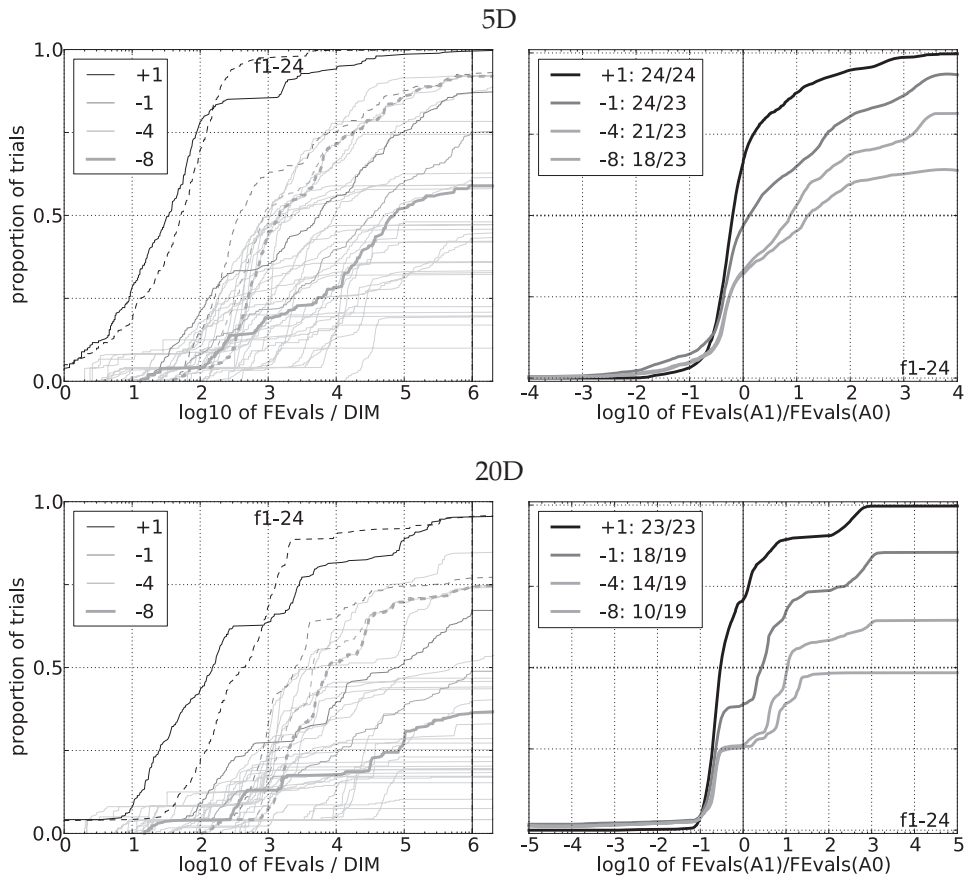 5D
1.0
0.5
0.0
proportion of trials
+1
-1
-4
-8
f1-24
0 1 2 3 4 5 6
log10 of FEvals / DIM
+1: 24/24
-1: 24/23
-4: 21/23
-8: 18/23
f1-24
-4 -3 -2 -1 0 1 2 3 4
log10 of FEvals(A1)/FEvals(A0)
20D
1.0
0.5
0.0
proportion of trials
+1
-1
-4
-8
f1-24
0 1 2 3 4 5 6
log10 of FEvals / DIM
+1: 23/23
-1: 18/19
-4: 14/19
-8: 10/19
f1-24
-5 -4 -3 -2 -1 0 1 2 3 4 5
log10 of FEvals(A1)/FEvals(A0)